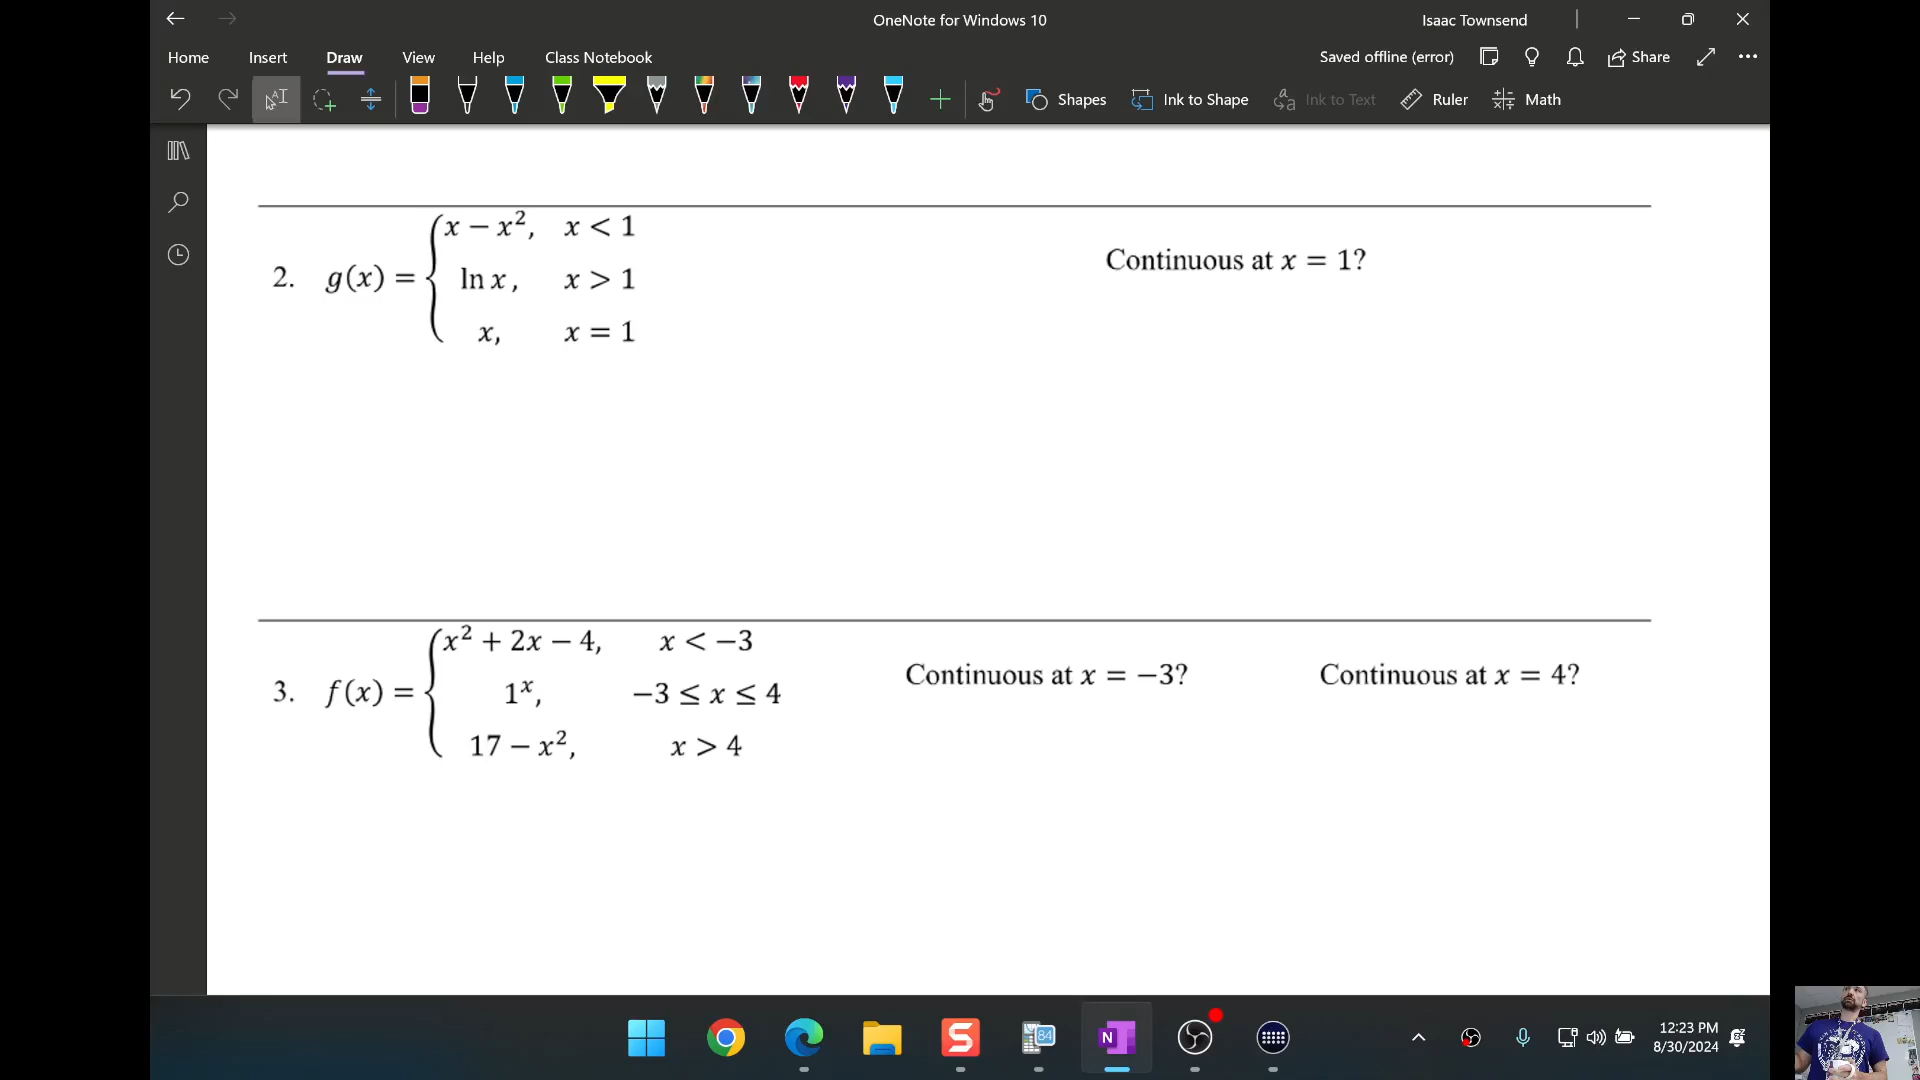 OneNote for Windows 10
Isaac Townsend
Home Insert Draw View Help Class Notebook
Saved offline (error) Share
Shapes Ink to Shape Ink to Text Ruler Math
2. g(x) = { x − x², x < 1
ln x, x > 1
x, x = 1
Continuous at x = 1?
3. f(x) = { x² + 2x − 4, x < −3
1ˣ, −3 ≤ x ≤ 4
17 − x², x > 4
Continuous at x = −3?
Continuous at x = 4?
84
N
12:23 PM
8/30/2024